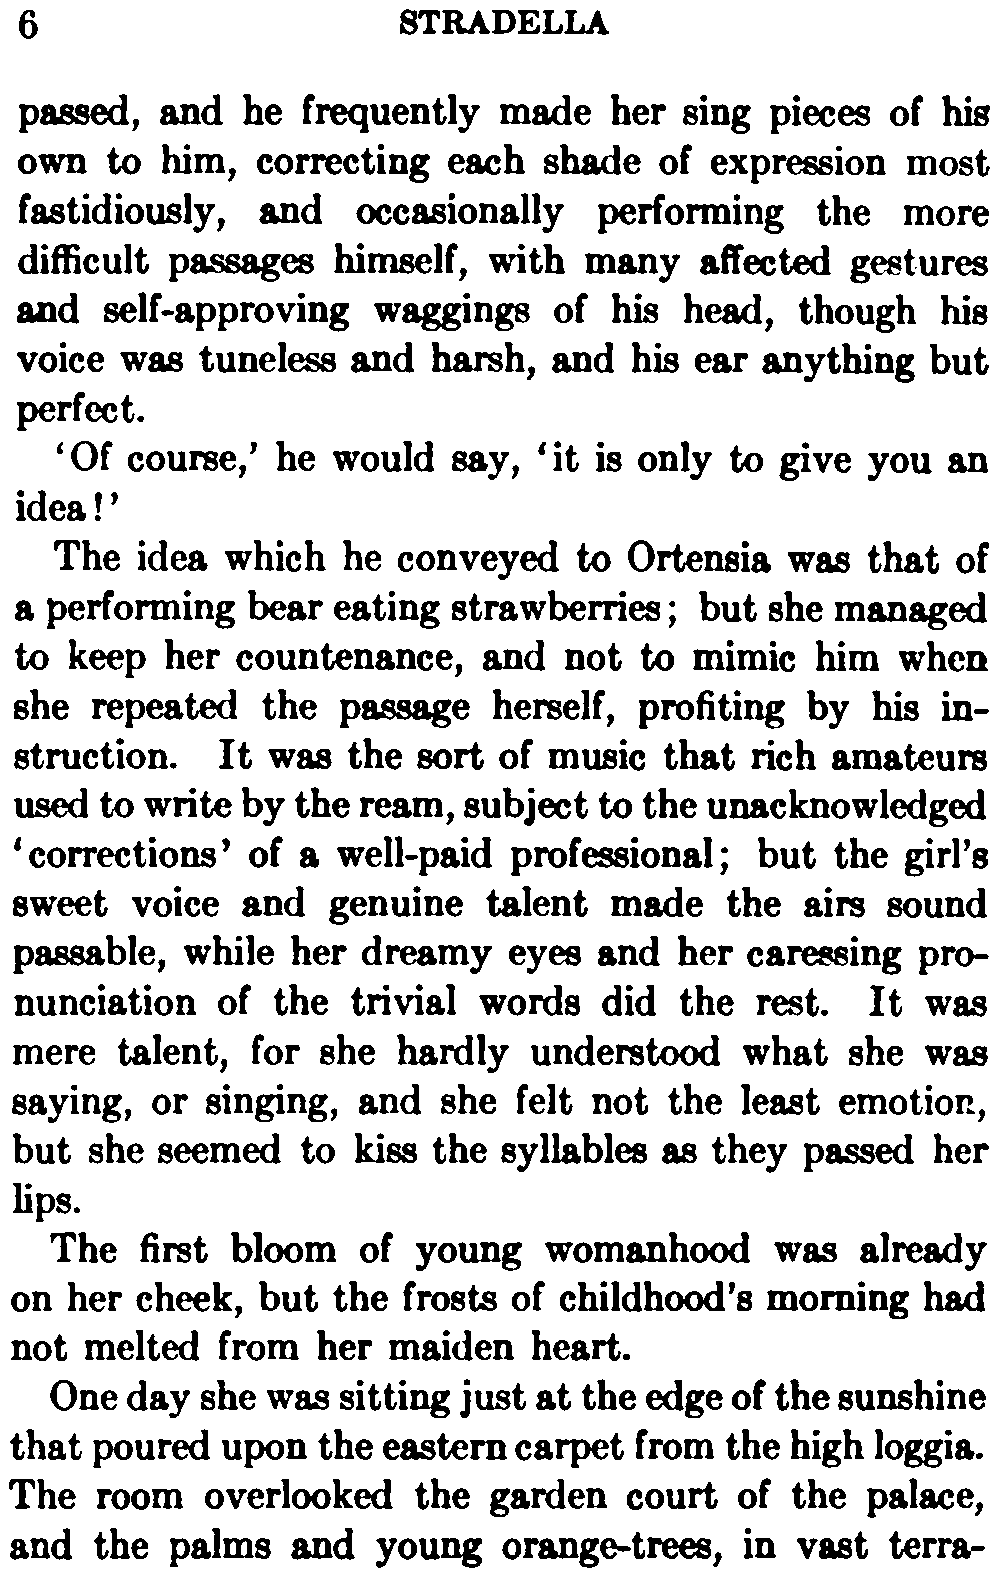 6 STRADELLA
passed, and he frequently made her sing pieces of his
own to him, correcting each shade of expression most
fastidiously, and occasionally performing the more
difficult passages himself, with many affected gestures
and self-approving waggings of his head, though his
voice was tuneless and harsh, and his ear anything but
perfect.
‘Of course,’ he would say, ‘it is only to give you an
idea!’
The idea which he conveyed to Ortensia was that of
a performing bear eating strawberries; but she managed
to keep her countenance, and not to mimic him when
she repeated the passage herself, profiting by his in-
struction. It was the sort of music that rich amateurs
used to write by the ream, subject to the unacknowledged
‘corrections’ of a well-paid professional; but the girl’s
sweet voice and genuine talent made the airs sound
passable, while her dreamy eyes and her caressing pro-
nunciation of the trivial words did the rest. It was
mere talent, for she hardly understood what she was
saying, or singing, and she felt not the least emotion,
but she seemed to kiss the syllables as they passed her
lips.
The first bloom of young womanhood was already
on her cheek, but the frosts of childhood’s morning had
not melted from her maiden heart.
One day she was sitting just at the edge of the sunshine
that poured upon the eastern carpet from the high loggia.
The room overlooked the garden court of the palace,
and the palms and young orange-trees, in vast terra-